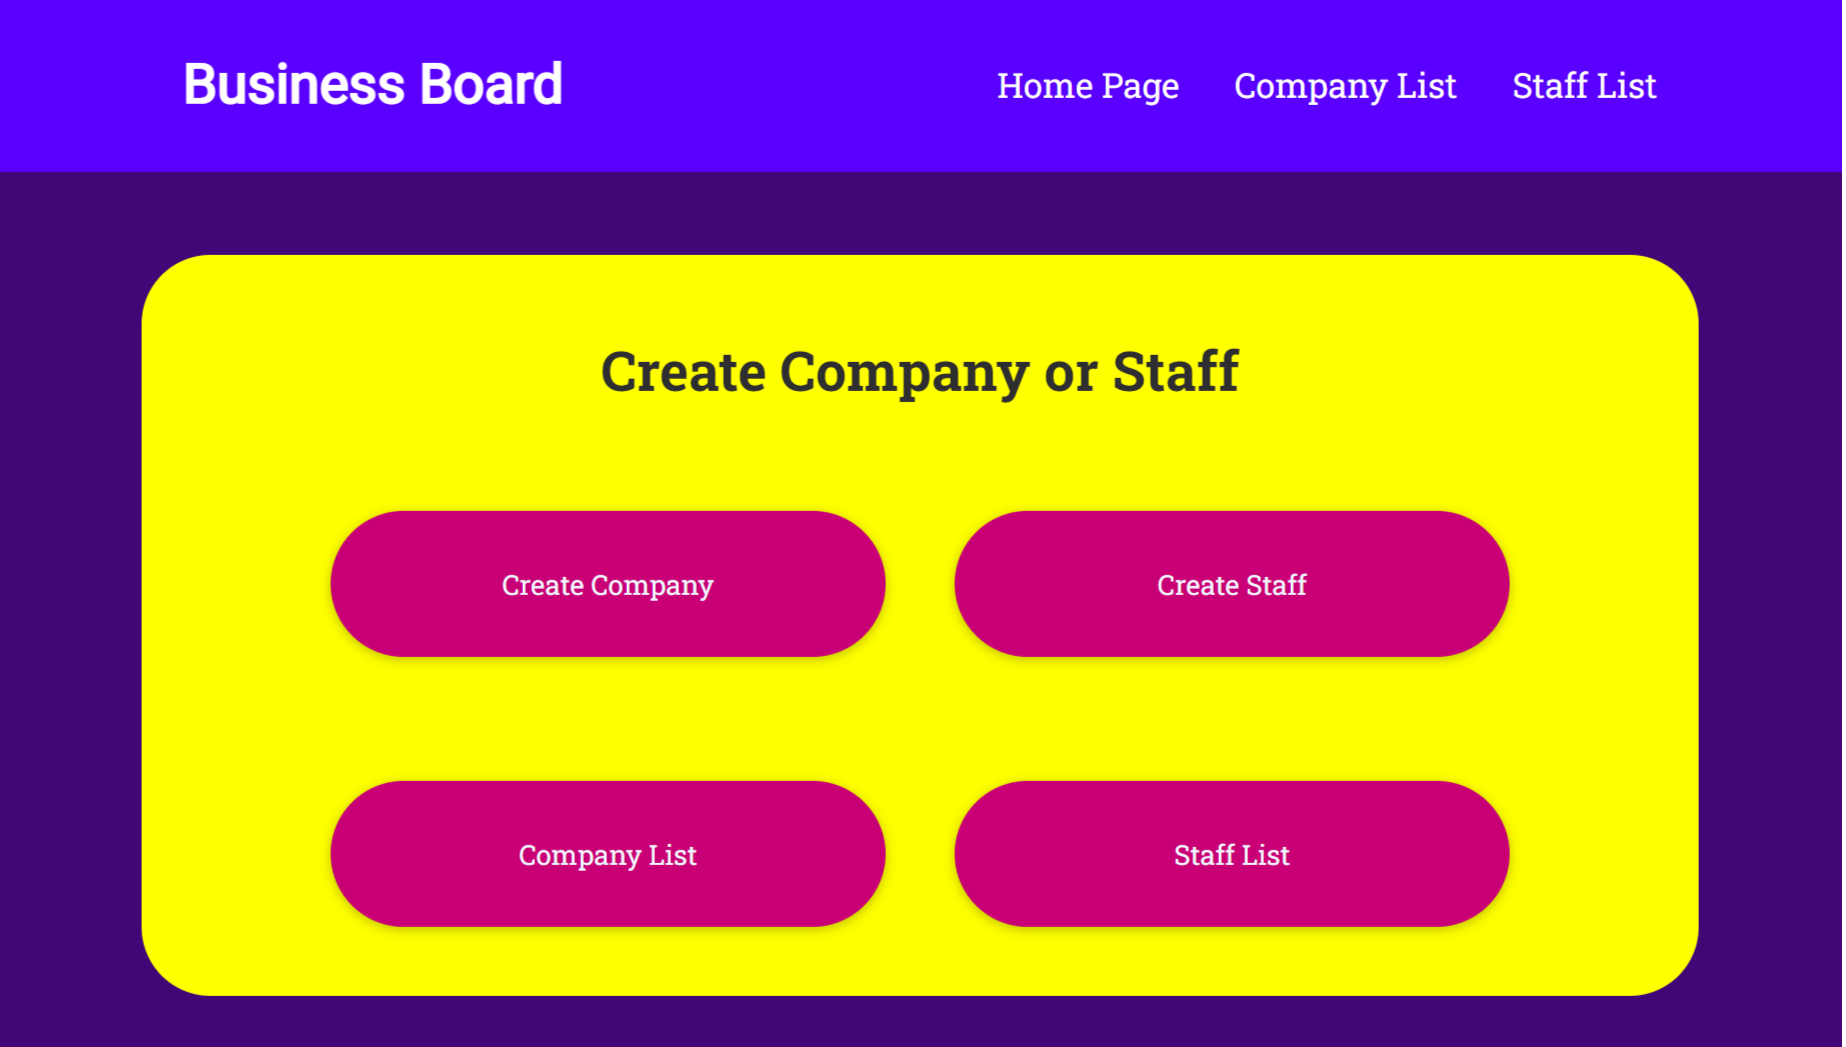 Business Board
Home Page
Company List
Staff List
Create Company or Staff
Create Company
Create Staff
Company List
Staff List